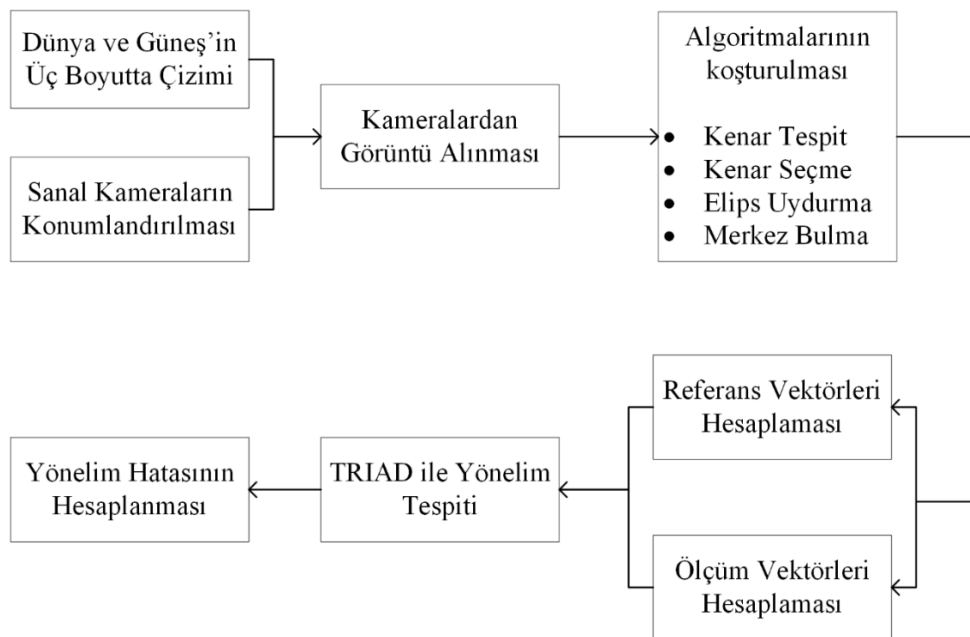 Dünya ve Güneş’in
Üç Boyutta Çizimi
Sanal Kameraların
Konumlandırılması
Kameralardan
Görüntü Alınması
Algoritmalarının
koşturulması
• Kenar Tespit
• Kenar Seçme
• Elips Uydurma
• Merkez Bulma
Referans Vektörleri
Hesaplaması
Ölçüm Vektörleri
Hesaplaması
TRIAD ile Yönelim
Tespiti
Yönelim Hatasının
Hesaplanması